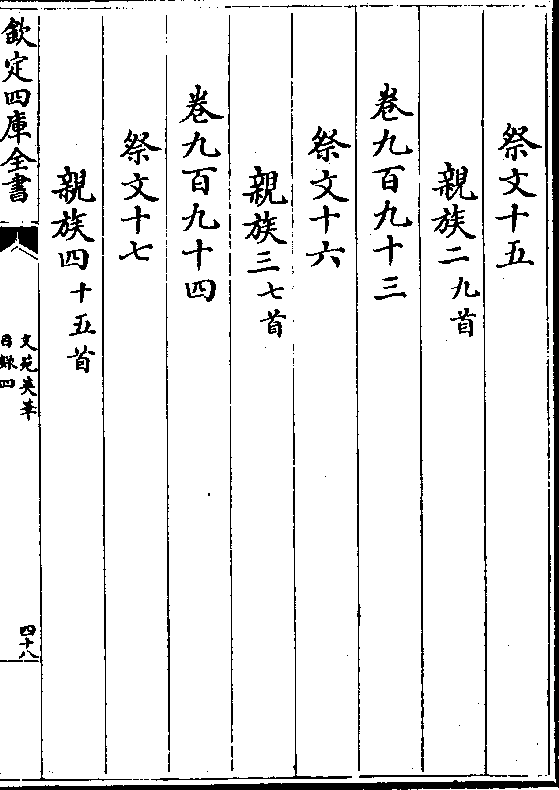 祭文十五
親族二九首
卷九百九十三
祭文十六
親族三七首
卷九百九十四
祭文十七
親族四十五首
欽定四庫全書
文苑英華
目録四
四十八